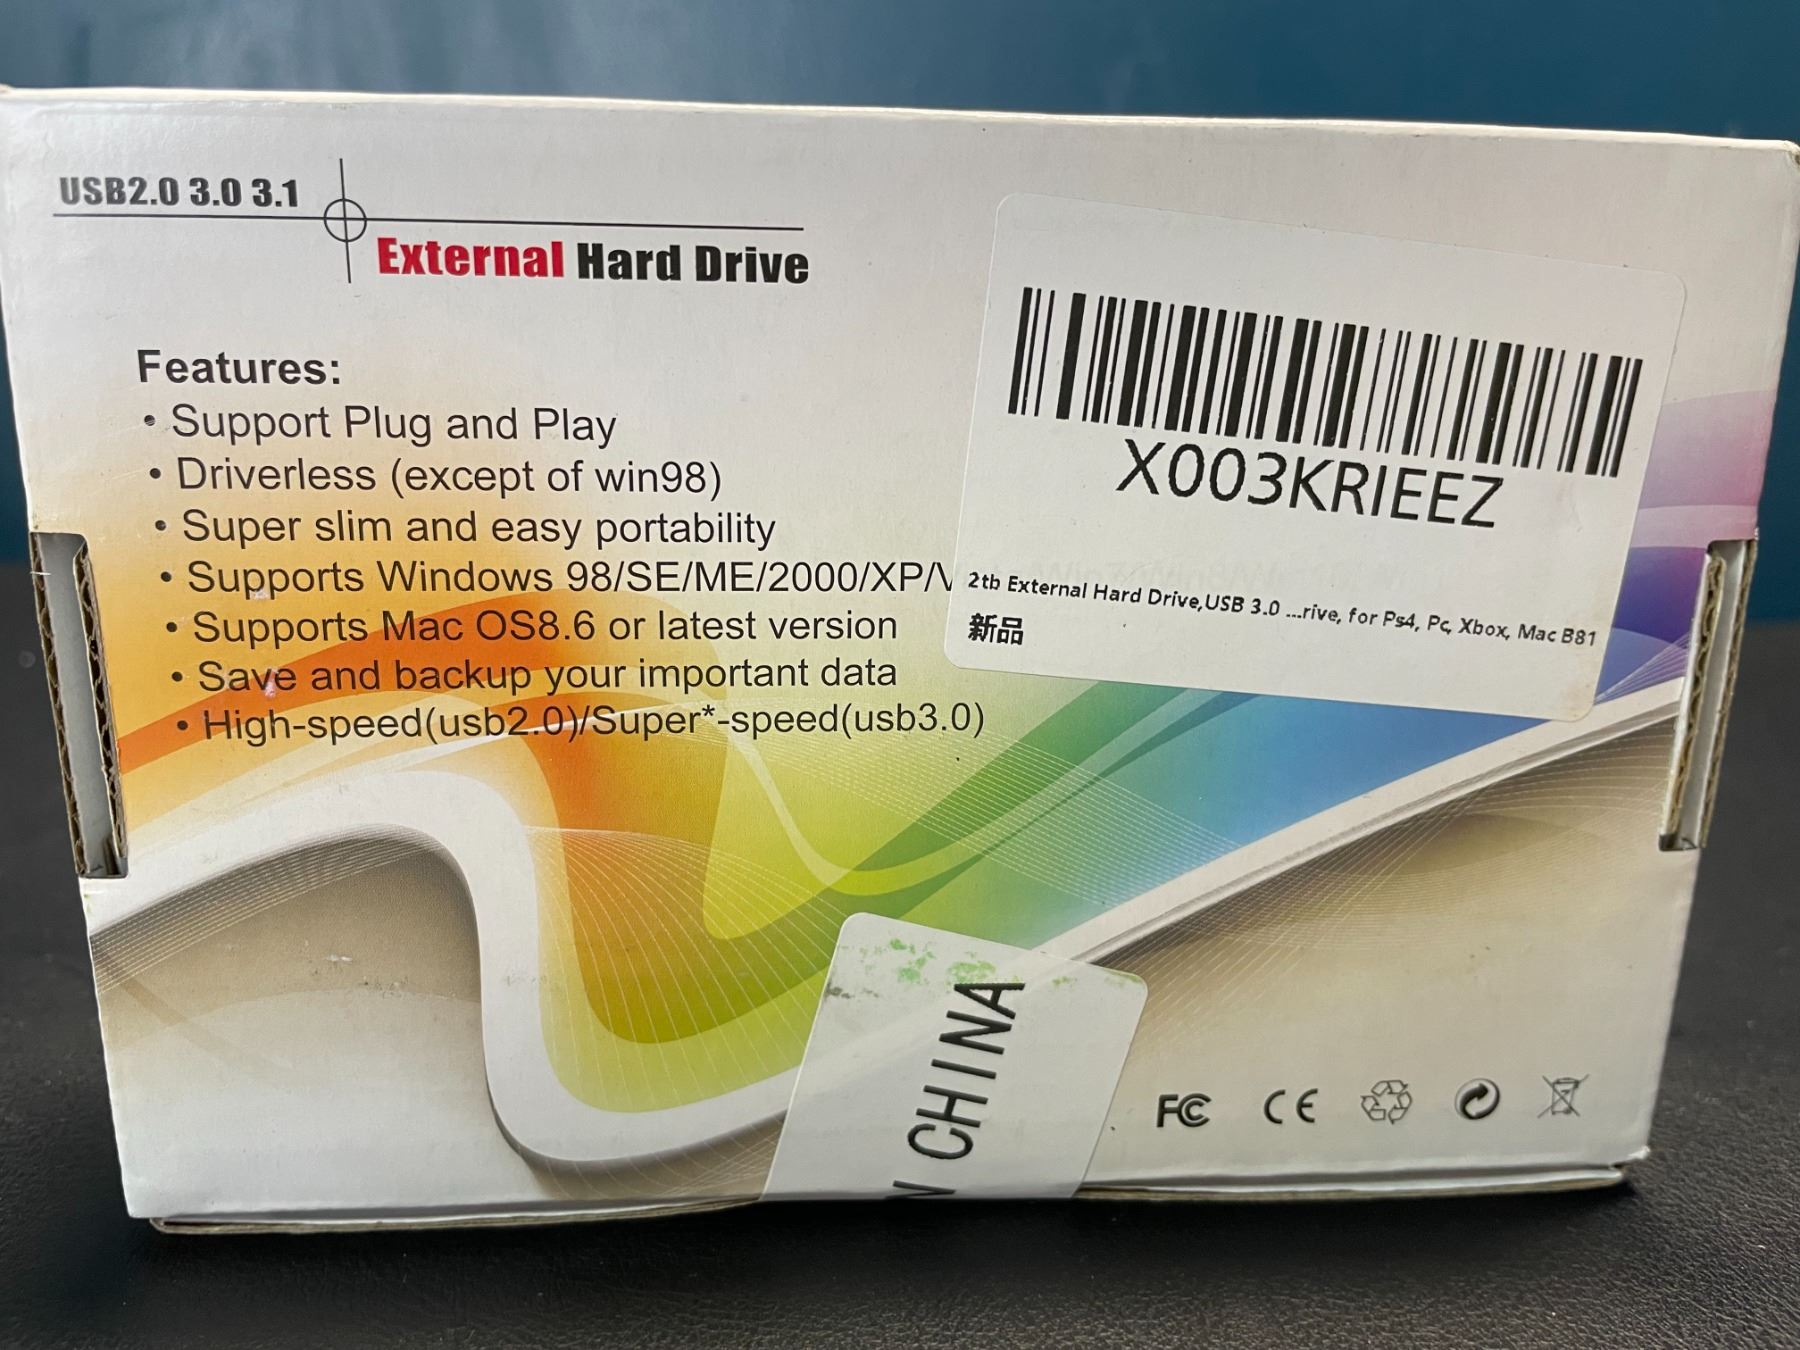 USB2.0 3.0 3.1
External Hard Drive
Features:
• Support Plug and Play
• Driverless (except of win98)
• Super slim and easy portability
• Supports Windows 98/SE/ME/2000/XP/
• Supports Mac OS8.6 or latest version
• Save and backup your important data
• High-speed(usb2.0)/Super*-speed(usb3.0)
X003KRIEEZ
2tb External Hard Drive,USB 3.0 ...rive, for Ps4, Pc, Xbox, Mac B81
新品
CHINA
FC CE